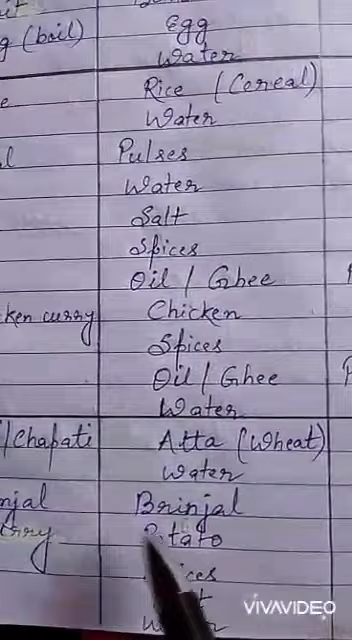 g (boil) Egg
Water
Rice (Cereal)
Water
Pulses
Water
Salt
Spices
Oil / Ghee
ken curry Chicken
Spices
Oil / Ghee
Water
/Chapati Atta (Wheat)
Water
njal Brinjal
Potato
VIVAVIDEO